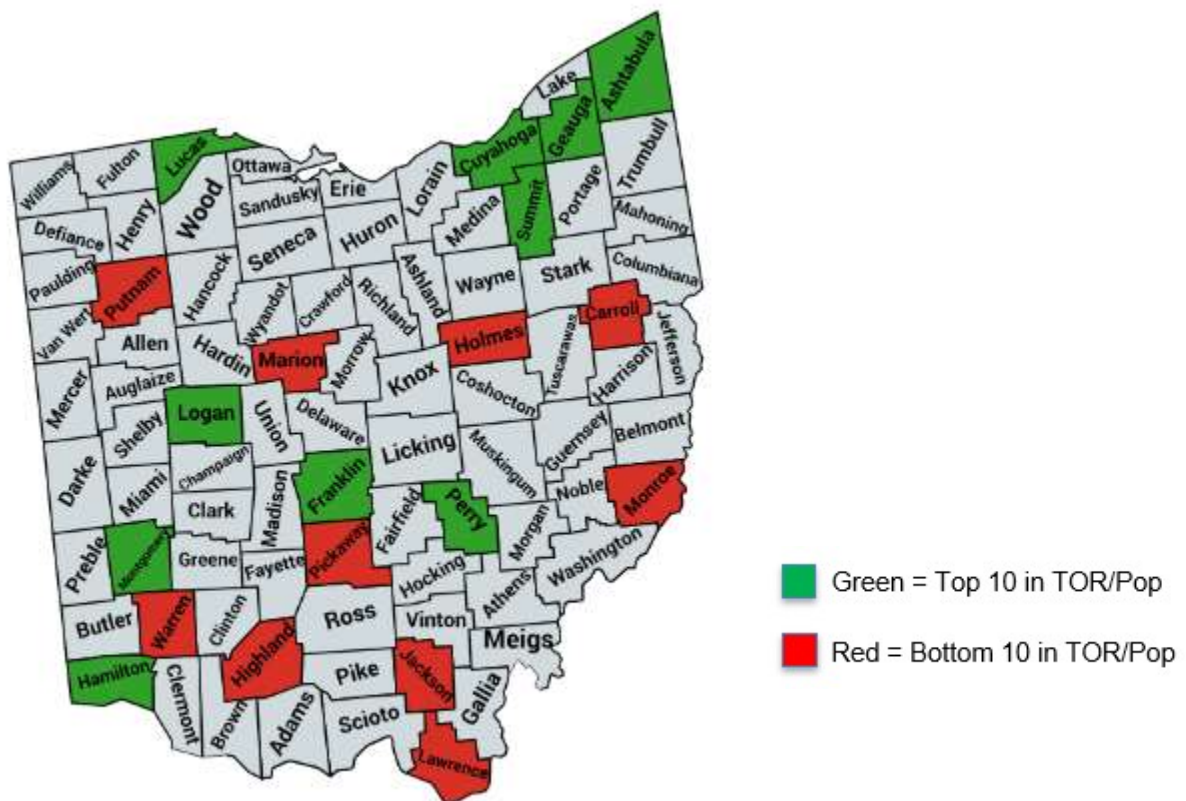 Ashtabula
Lake
Geauga
Cuyahoga
Trumbull
Lucas
Fulton
Williams
Ottawa
Erie
Lorain
Portage
Summit
Wood
Sandusky
Medina
Mahoning
Henry
Defiance
Huron
Seneca
Paulding
Putnam
Hancock
Ashland
Wayne
Stark
Columbiana
Wyandot
Crawford
Richland
Van Wert
Allen
Hardin
Marion
Morrow
Holmes
Carroll
Tuscarawas
Jefferson
Harrison
Mercer
Auglaize
Knox
Coshocton
Logan
Union
Delaware
Shelby
Guernsey
Belmont
Licking
Muskingum
Champaign
Darke
Miami
Clark
Madison
Franklin
Fairfield
Perry
Noble
Monroe
Morgan
Preble
Montgomery
Greene
Fayette
Pickaway
Washington
Hocking
Athens
Green = Top 10 in TOR/Pop
Butler
Warren
Clinton
Ross
Vinton
Meigs
Highland
Red = Bottom 10 in TOR/Pop
Hamilton
Clermont
Pike
Jackson
Gallia
Brown
Adams
Scioto
Lawrence